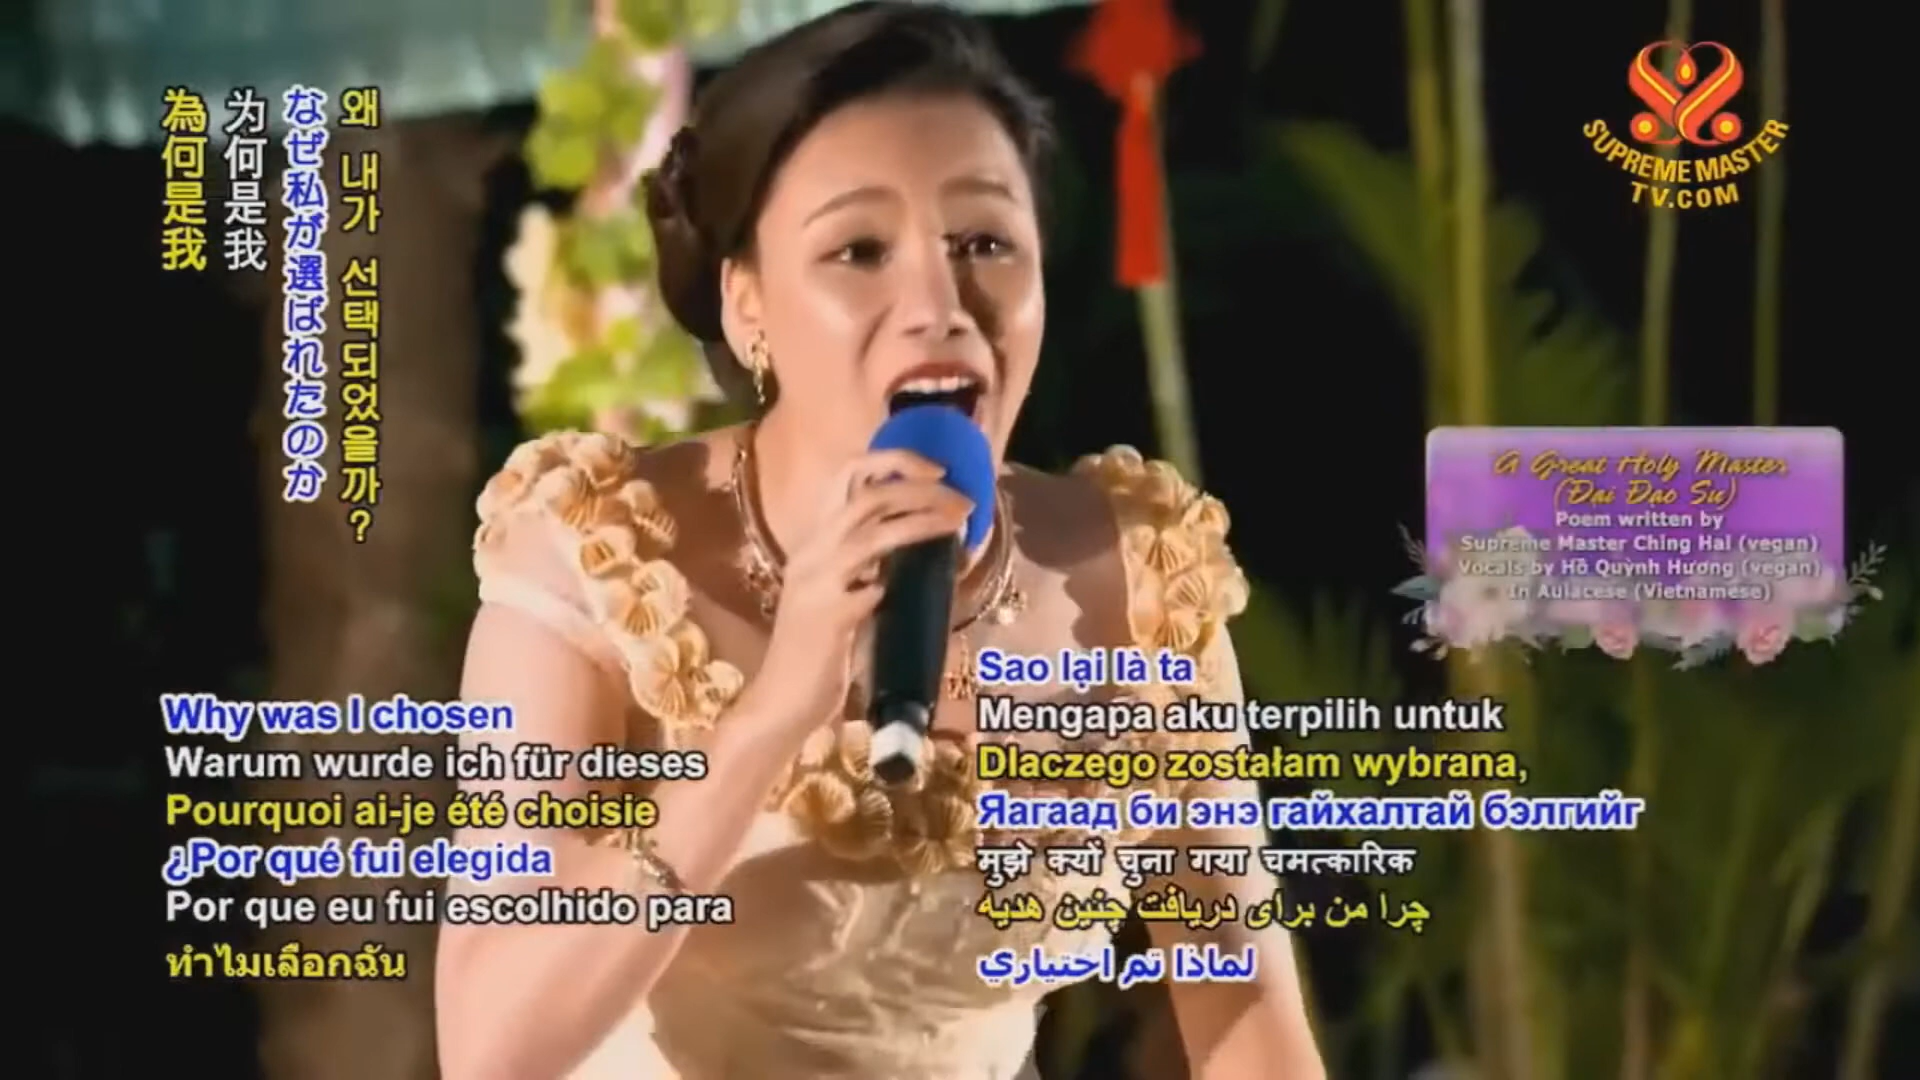 為何是我
为何是我
なぜ私が選ばれたのか
왜 내가 선택되었을까?
SUPREME MASTER
TV.COM
A Great Holy Master
(Đại Đạo Sư)
Poem written by
Supreme Master Ching Hai (vegan)
Vocals by Hồ Quỳnh Hương (vegan)
In Aulacese (Vietnamese)
Why was I chosen
Warum wurde ich für dieses
Pourquoi ai-je été choisie
¿Por qué fui elegida
Por que eu fui escolhido para
ทำไมเลือกฉัน
Sao lại là ta
Mengapa aku terpilih untuk
Dlaczego zostałam wybrana,
Яагаад би энэ гайхалтай бэлгийг
मुझे क्यों चुना गया चमत्कारिक
چرا من برای دریافت چنین هدیه
لماذا تم اختياري